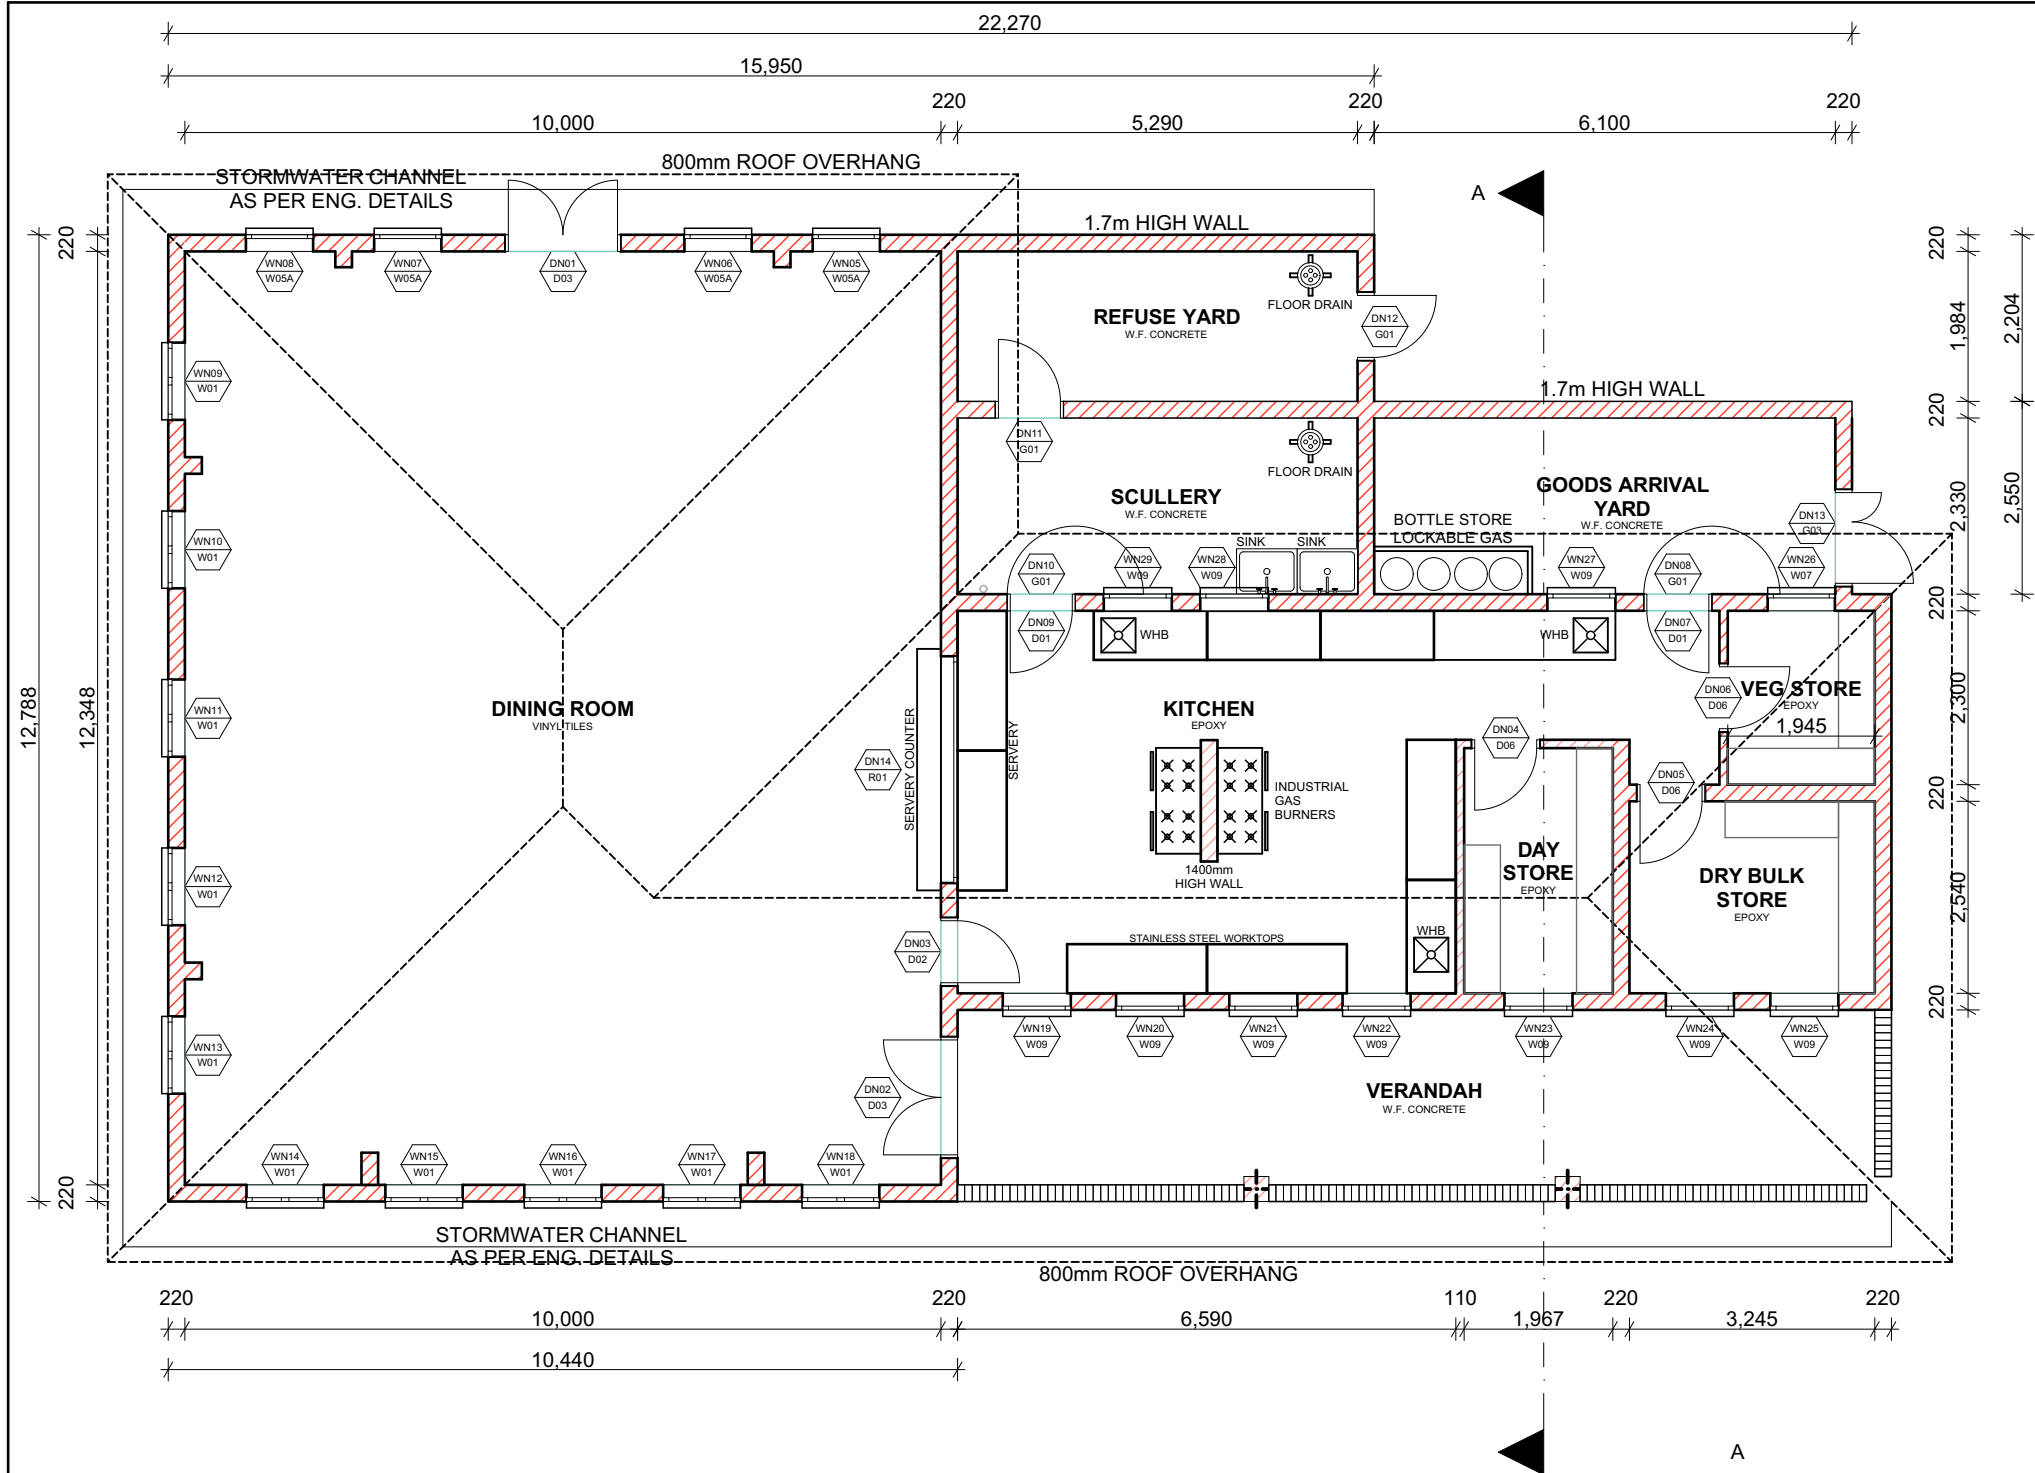 22,270
15,950
220
220
220
10,000
5,290
6,100
800mm ROOF OVERHANG
STORMWATER CHANNEL
AS PER ENG. DETAILS
A
1.7m HIGH WALL
220
220
WN08
W05A
WN07
W05A
DN01
D03
WN06
W05A
WN05
W05A
FLOOR DRAIN
REFUSE YARD
W.F. CONCRETE
DN12
G01
1,984
2,204
WN09
W01
1.7m HIGH WALL
220
DN11
G01
FLOOR DRAIN
SCULLERY
W.F. CONCRETE
GOODS ARRIVAL
YARD
W.F. CONCRETE
2,330
2,550
BOTTLE STORE
LOCKABLE GAS
DN13
G03
WN10
W01
SINK
SINK
DN10
G01
WN29
W09
WN28
W09
WN27
W09
DN08
G01
WN26
W07
220
DN09
D01
WHB
WHB
DN07
D01
12,788
12,348
WN11
W01
DINING ROOM
VINYL TILES
KITCHEN
EPOXY
DN06
D06
VEG STORE
EPOXY
1,945
2,300
DN04
D06
SERVERY COUNTER
SERVERY
DN14
R01
INDUSTRIAL
GAS
BURNERS
DN05
D06
220
1400mm
HIGH WALL
DAY
STORE
EPOXY
DRY BULK
STORE
EPOXY
2,540
WN12
W01
DN03
D02
STAINLESS STEEL WORKTOPS
WHB
220
WN13
W01
WN19
W09
WN20
W09
WN21
W09
WN22
W09
WN23
W09
WN24
W09
WN25
W09
DN02
D03
VERANDAH
W.F. CONCRETE
WN14
W01
WN15
W01
WN16
W01
WN17
W01
WN18
W01
220
STORMWATER CHANNEL
AS PER ENG. DETAILS
800mm ROOF OVERHANG
220
220
110
220
220
10,000
6,590
1,967
3,245
10,440
A